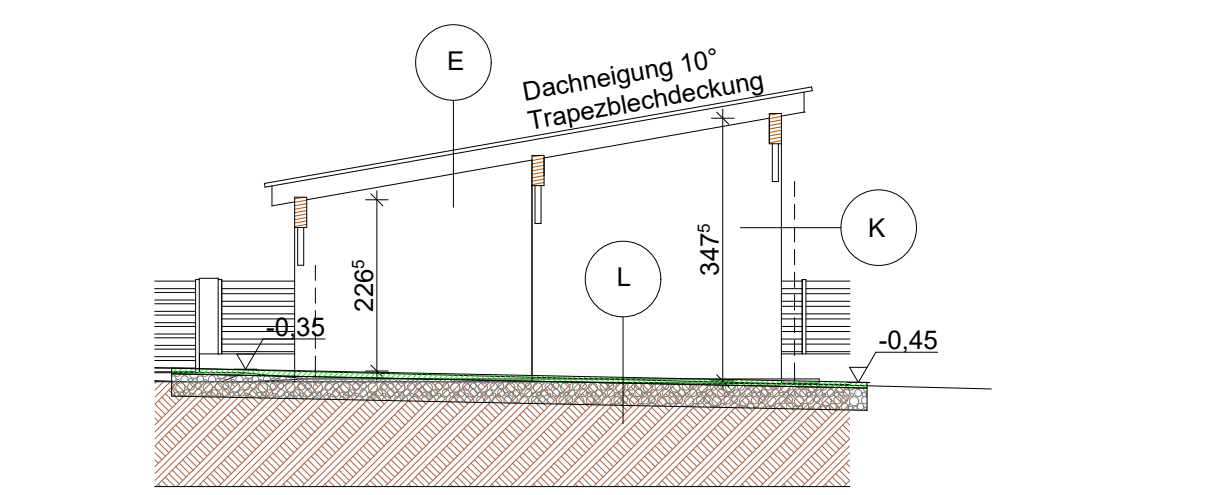 E
Dachneigung 10°
Trapezblechdeckung
K
226⁵
347⁵
L
-0,35
-0,45